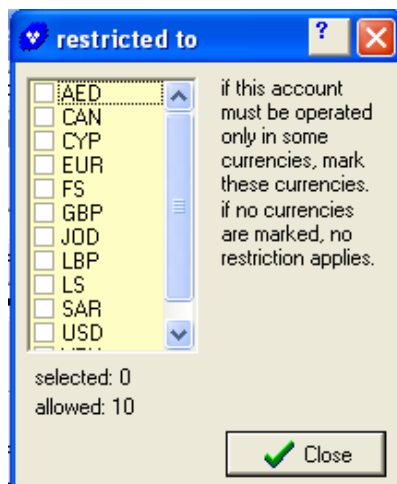 restricted to
?
AED
CAN
CYP
EUR
FS
GBP
JOD
LBP
LS
SAR
USD
if this account
must be operated
only in some
currencies, mark
these currencies.
if no currencies
are marked, no
restriction applies.
selected: 0
allowed: 10
Close